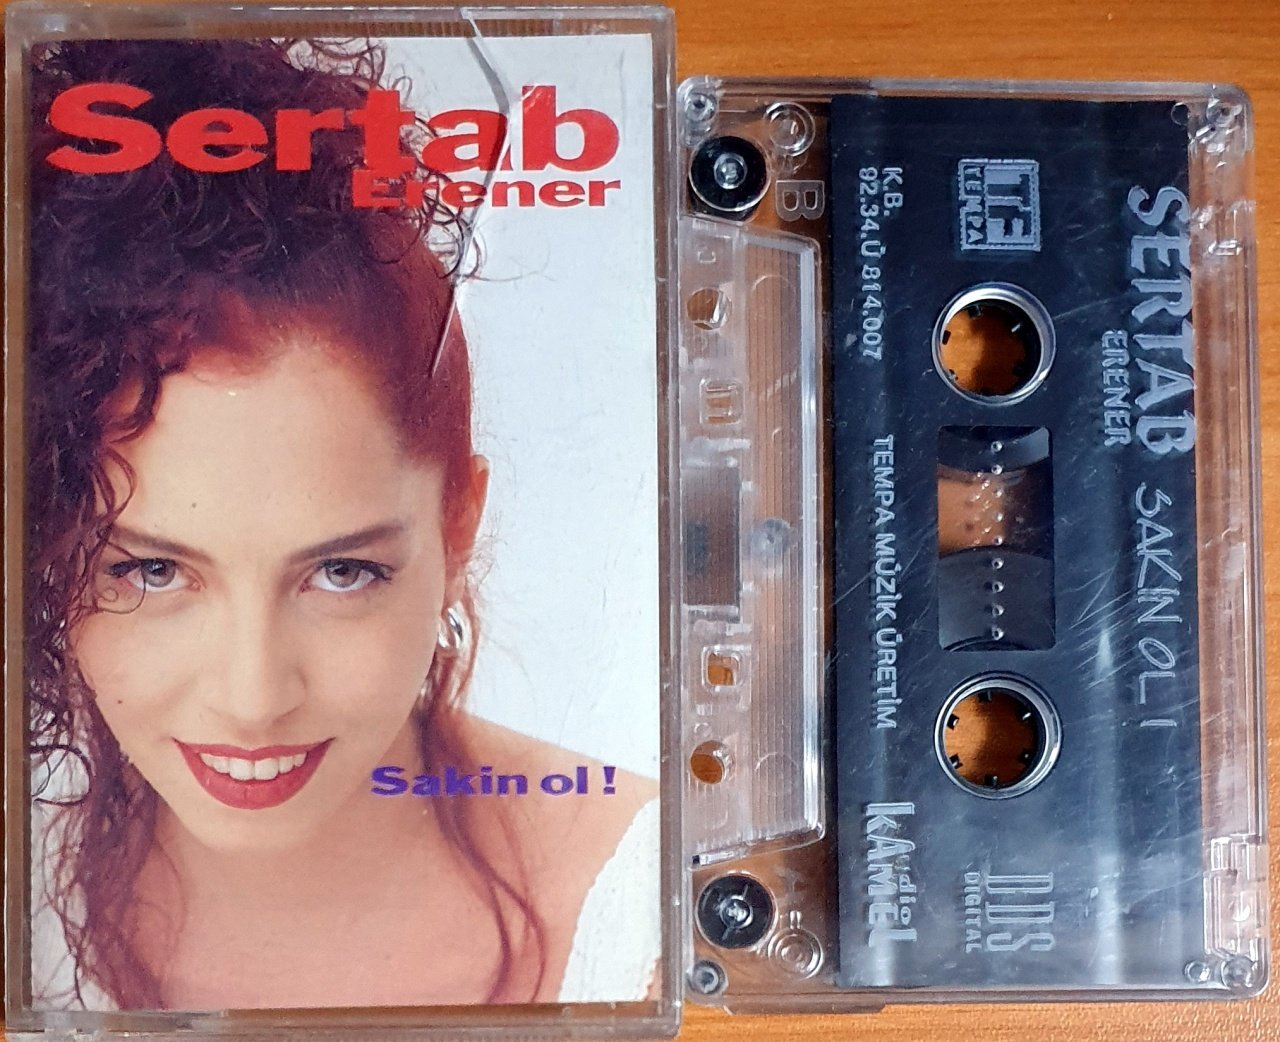 Sertab
Erener
Sakin ol !
B
SERTAB
ERENER
SAKIN OL !
TEMPA
K.B.
92.34.Ü 814.007
TEMPA MÜZİK ÜRETİM
Audio
KAMEL
DDS
DIGITAL